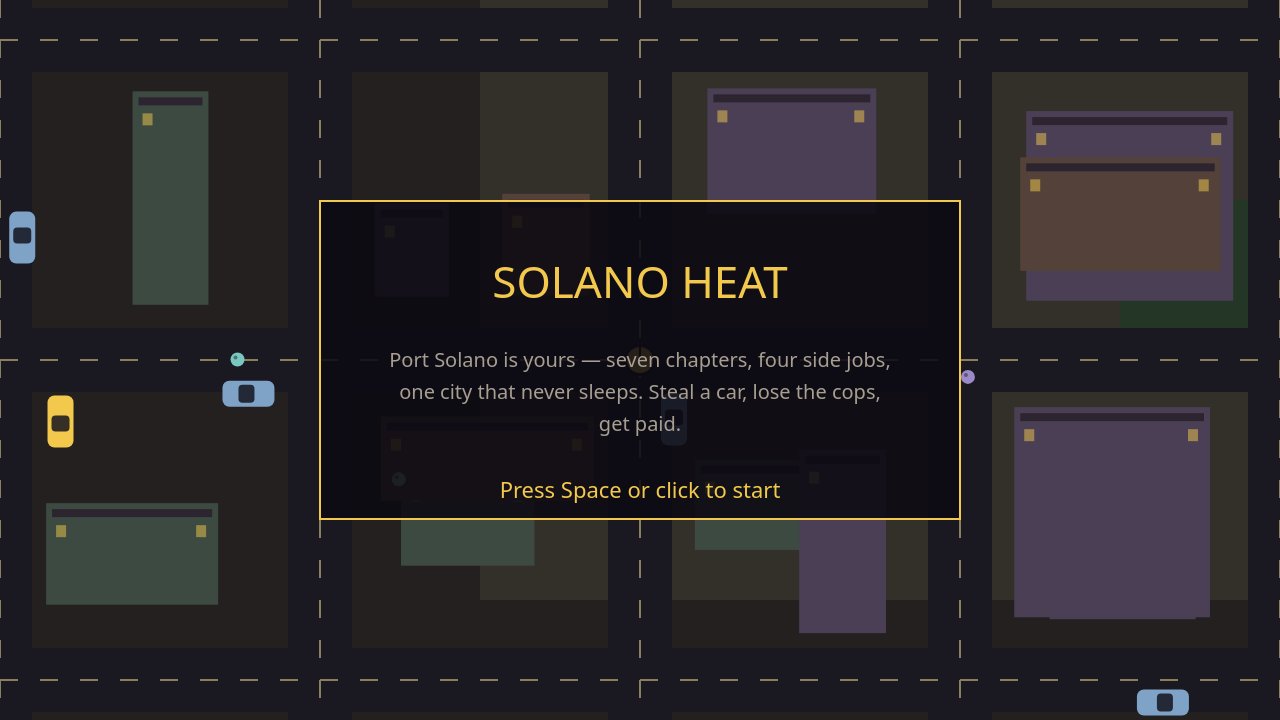 SOLANO HEAT
Port Solano is yours — seven chapters, four side jobs,
one city that never sleeps. Steal a car, lose the cops,
get paid.
Press Space or click to start